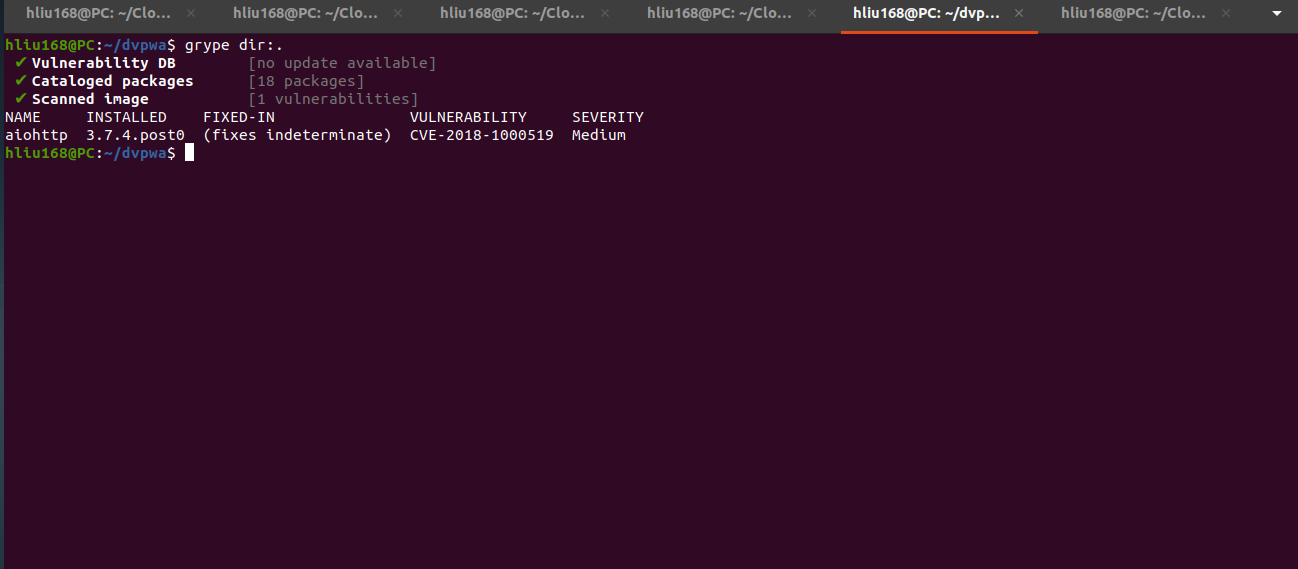 hliu168@PC: ~/Clo... × hliu168@PC: ~/Clo... × hliu168@PC: ~/Clo... × hliu168@PC: ~/Clo... × hliu168@PC: ~/dvp... × hliu168@PC: ~/Clo... ×
hliu168@PC:~/dvpwa$ grype dir:.
✔ Vulnerability DB [no update available]
✔ Cataloged packages [18 packages]
✔ Scanned image [1 vulnerabilities]
NAME INSTALLED FIXED-IN VULNERABILITY SEVERITY
aiohttp 3.7.4.post0 (fixes indeterminate) CVE-2018-1000519 Medium
hliu168@PC:~/dvpwa$